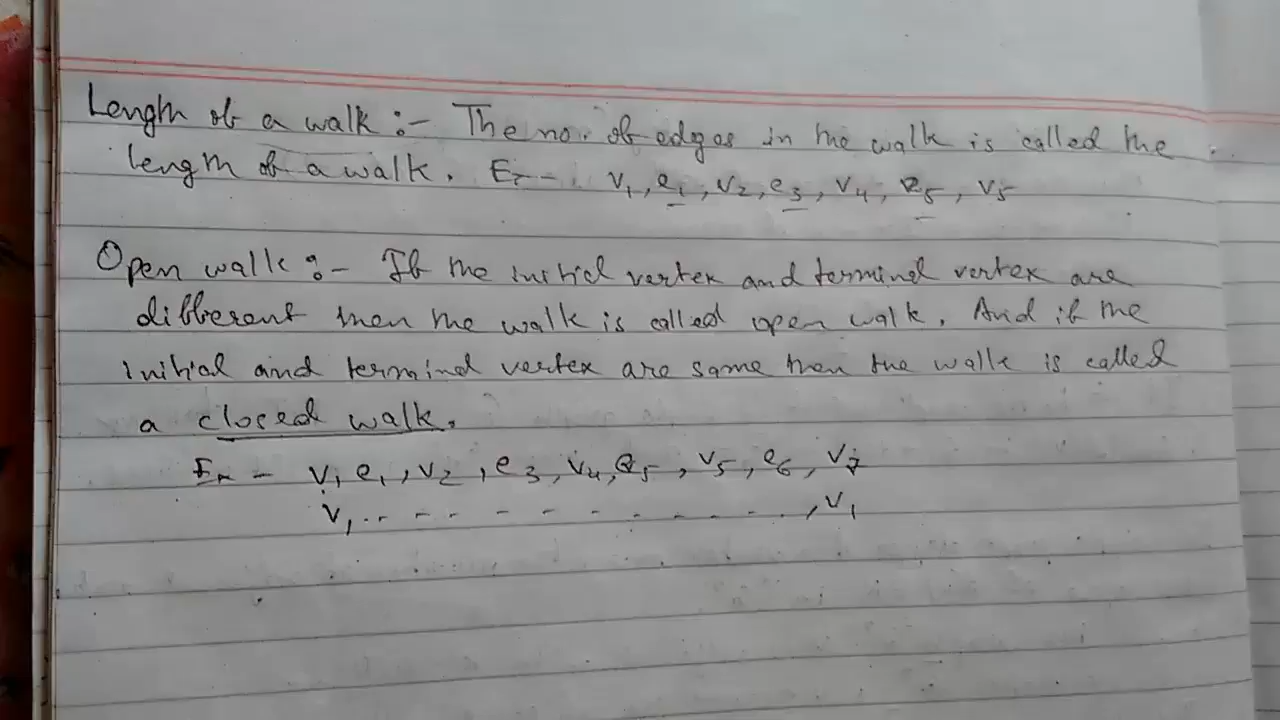 Length of a walk :- The no. of edges in the walk is called the
length of a walk. Ex - v1, e1, v2, e3, v4, e5, v5
Open walk :- If the initial vertex and terminal vertex are
different then the walk is called open walk. And if the
initial and terminal vertex are same then the walk is called
a closed walk.
Ex - v1 e1, v2, e3, v4, e5, v5, e6, v7
v1, .. - - - - - - - - - .., v1